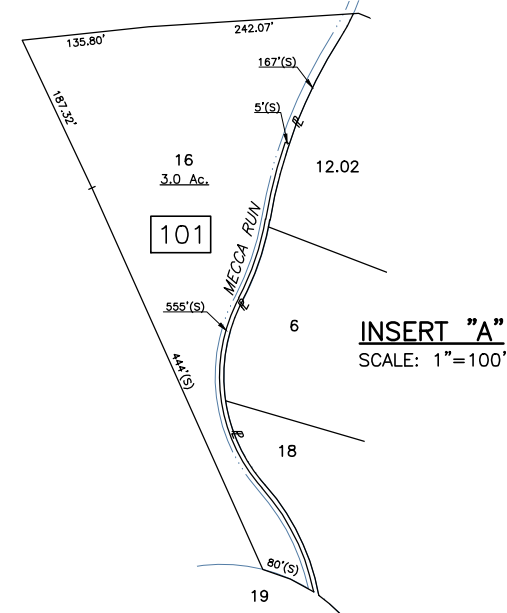 135.80'
242.07'
167'(S)
187.32'
5'(S)
16
3.0 Ac.
12.02
101
MECCA RUN
555'(S)
6
INSERT "A"
SCALE: 1"=100'
444'(S)
18
80'(S)
19